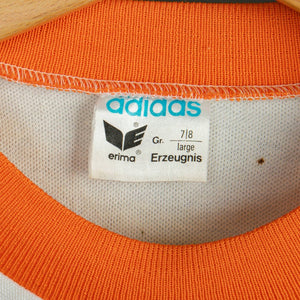 adidas
erima® Gr. 7|8
large
Erzeugnis